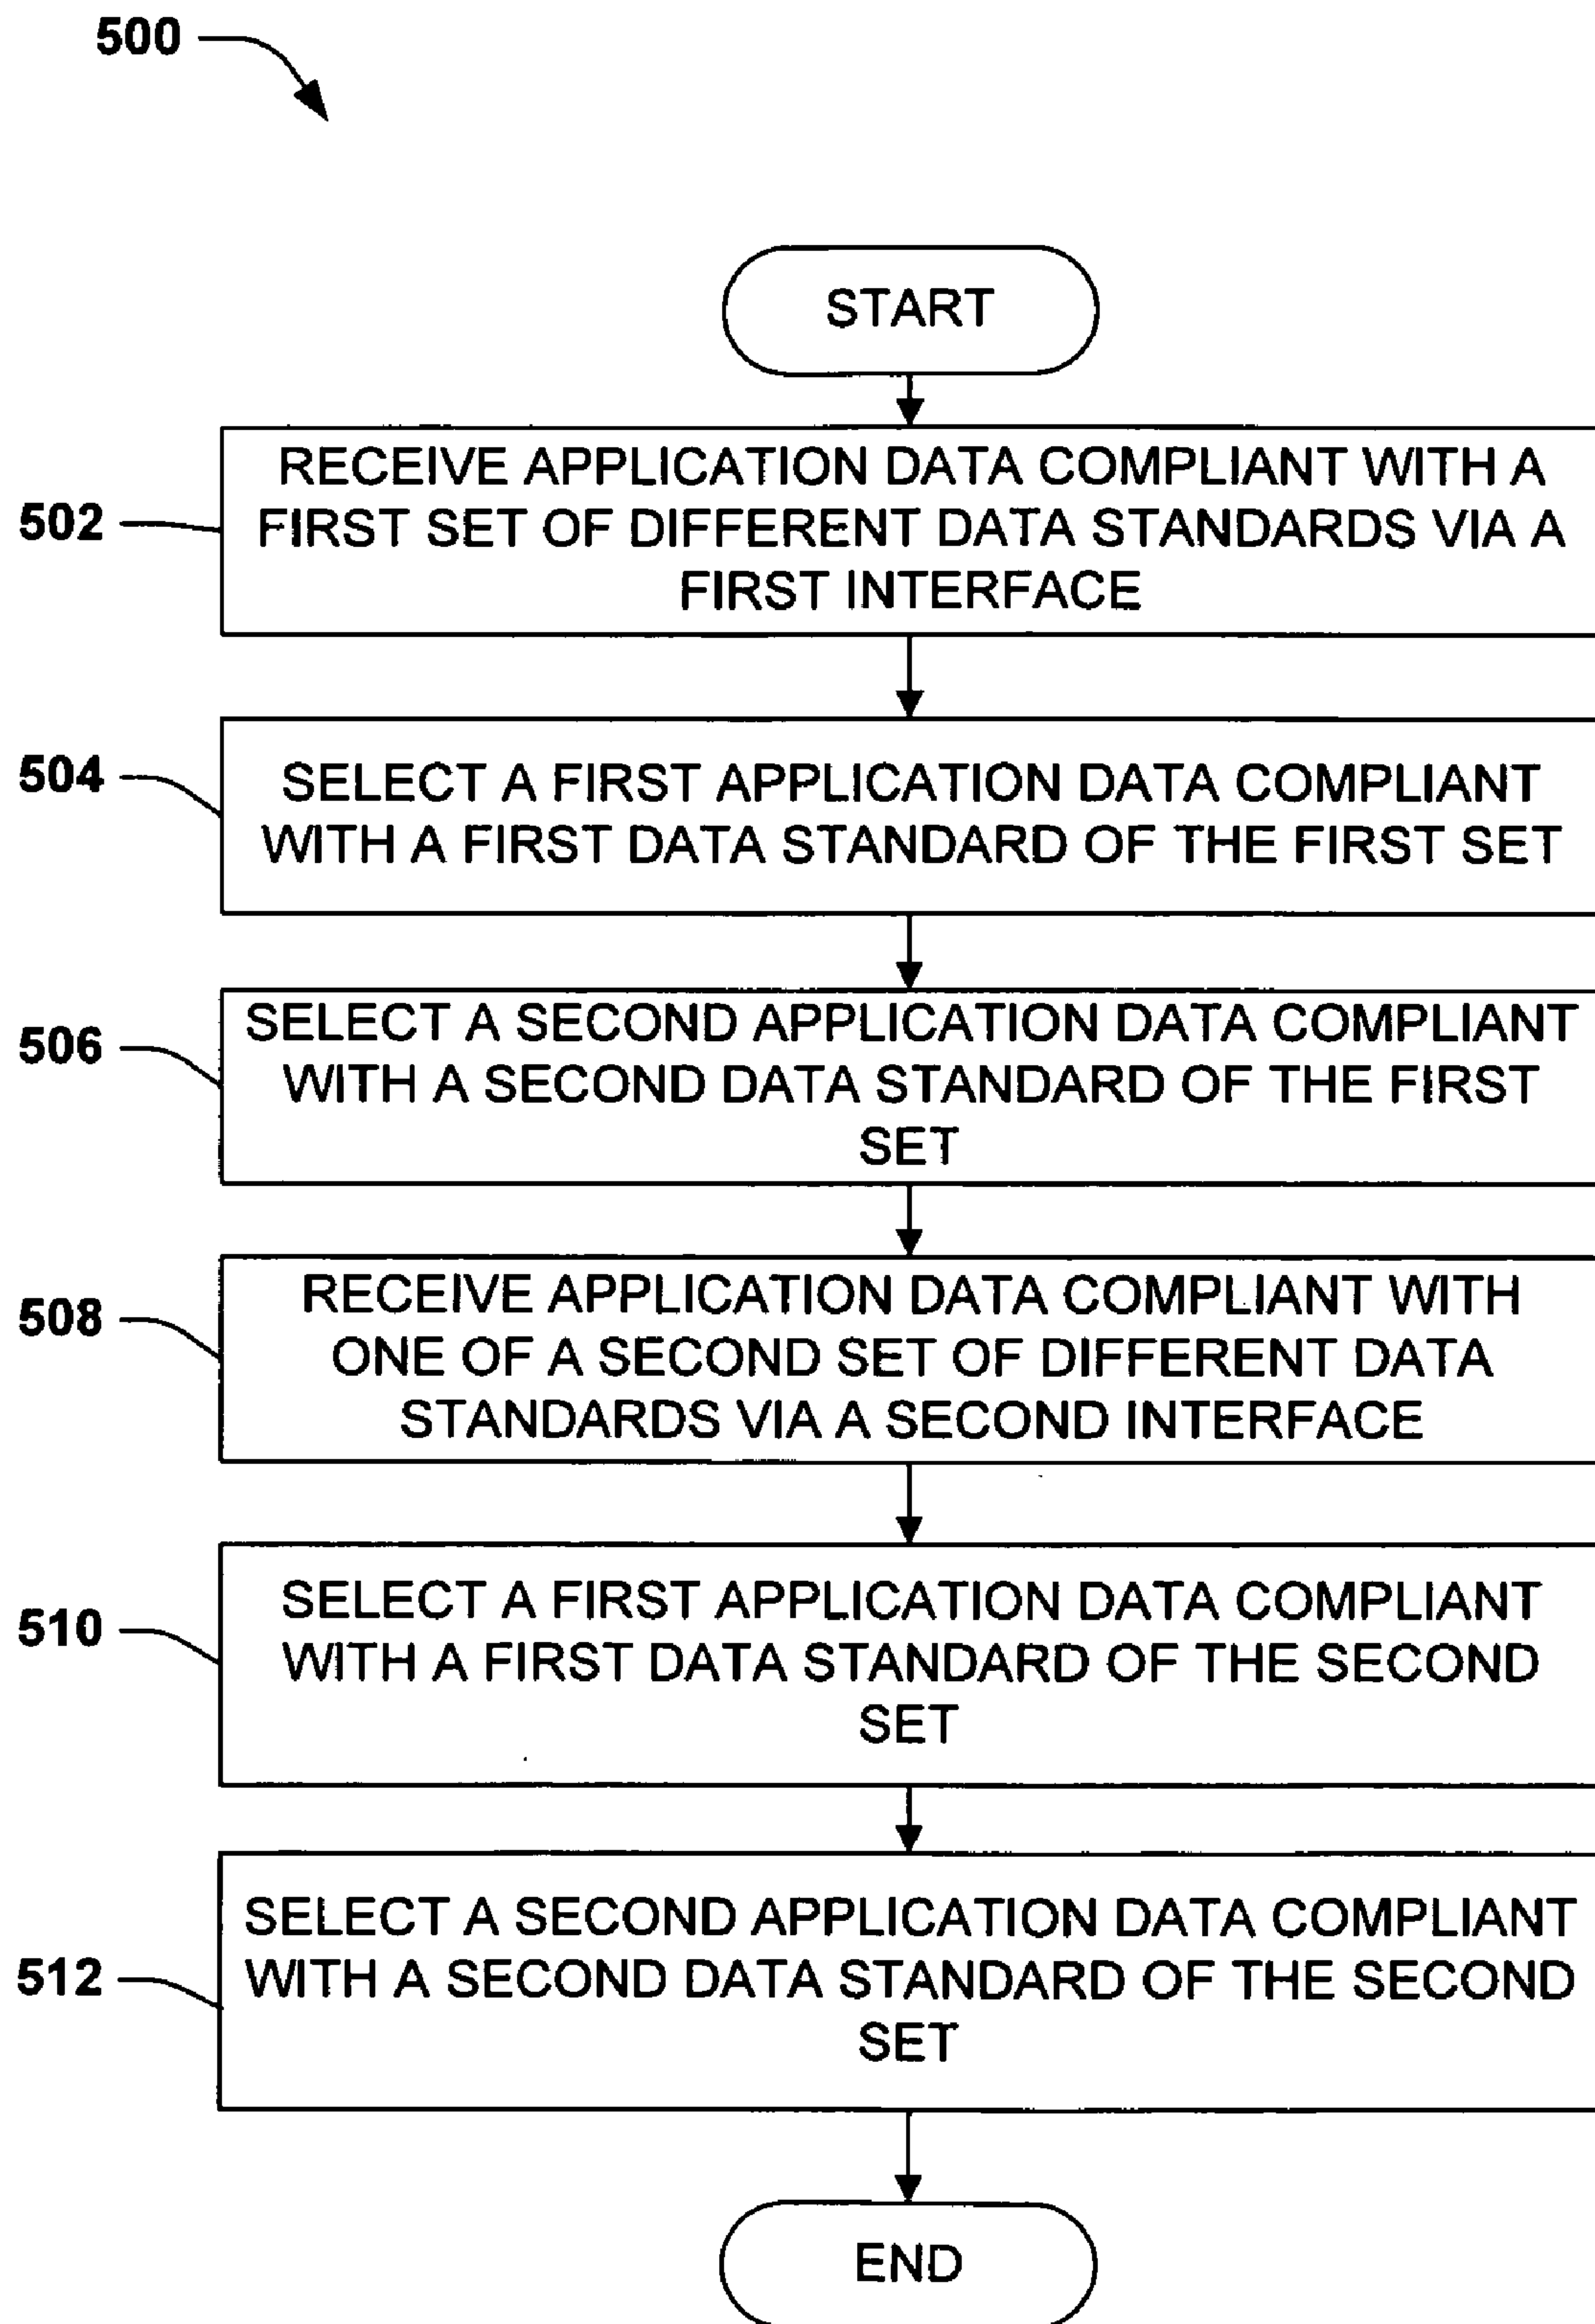 500
START
502
RECEIVE APPLICATION DATA COMPLIANT WITH A
FIRST SET OF DIFFERENT DATA STANDARDS VIA A
FIRST INTERFACE
504
SELECT A FIRST APPLICATION DATA COMPLIANT
WITH A FIRST DATA STANDARD OF THE FIRST SET
506
SELECT A SECOND APPLICATION DATA COMPLIANT
WITH A SECOND DATA STANDARD OF THE FIRST
SET
508
RECEIVE APPLICATION DATA COMPLIANT WITH
ONE OF A SECOND SET OF DIFFERENT DATA
STANDARDS VIA A SECOND INTERFACE
510
SELECT A FIRST APPLICATION DATA COMPLIANT
WITH A FIRST DATA STANDARD OF THE SECOND
SET
512
SELECT A SECOND APPLICATION DATA COMPLIANT
WITH A SECOND DATA STANDARD OF THE SECOND
SET
END